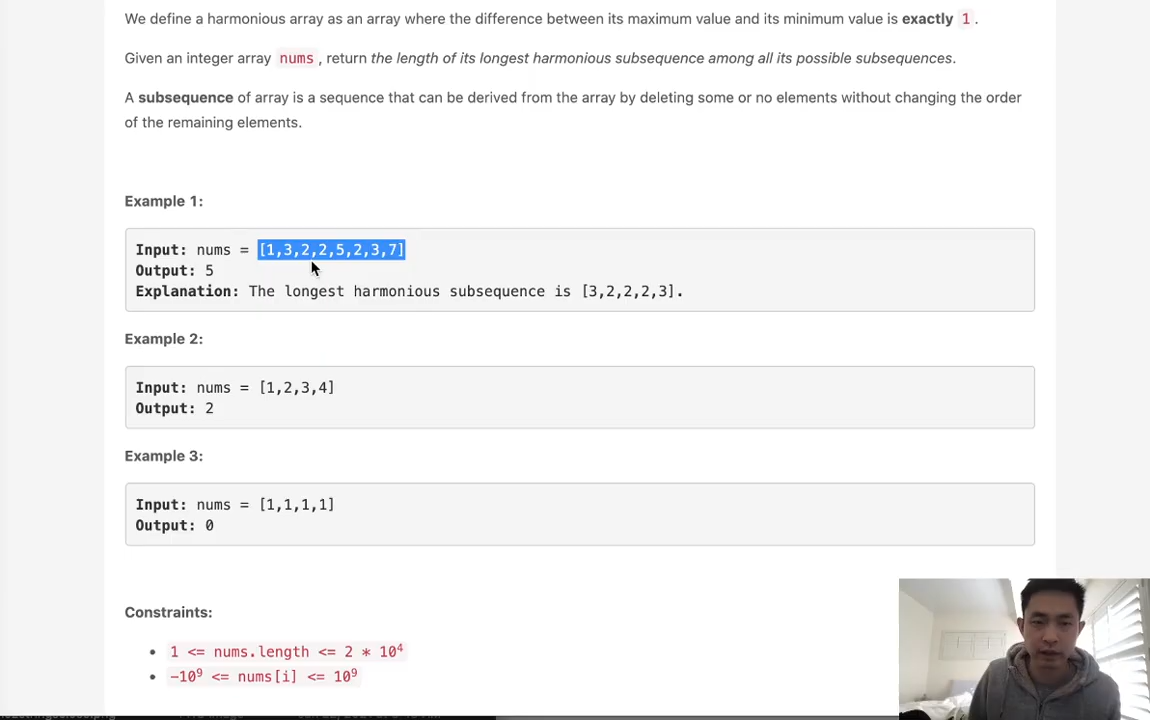 We define a harmonious array as an array where the difference between its maximum value and its minimum value is exactly 1.
Given an integer array nums, return the length of its longest harmonious subsequence among all its possible subsequences.
A subsequence of array is a sequence that can be derived from the array by deleting some or no elements without changing the order
of the remaining elements.
Example 1:
Input: nums = [1,3,2,2,5,2,3,7]
Output: 5
Explanation: The longest harmonious subsequence is [3,2,2,2,3].
Example 2:
Input: nums = [1,2,3,4]
Output: 2
Example 3:
Input: nums = [1,1,1,1]
Output: 0
Constraints:
• 1 <= nums.length <= 2 * 10⁴
• -10⁹ <= nums[i] <= 10⁹